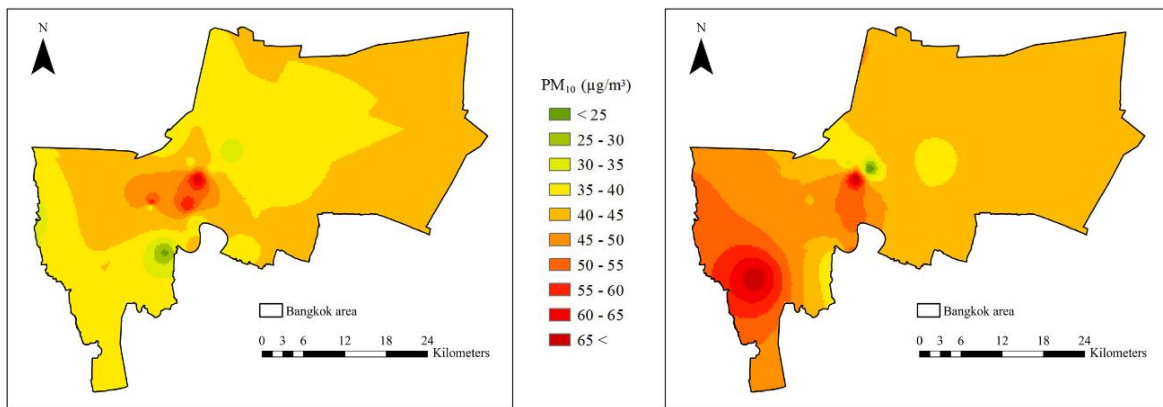 N
Bangkok area
0 3 6 12 18 24
Kilometers
PM₁₀ (µg/m³)
< 25
25 - 30
30 - 35
35 - 40
40 - 45
45 - 50
50 - 55
55 - 60
60 - 65
65 <
N
Bangkok area
0 3 6 12 18 24
Kilometers